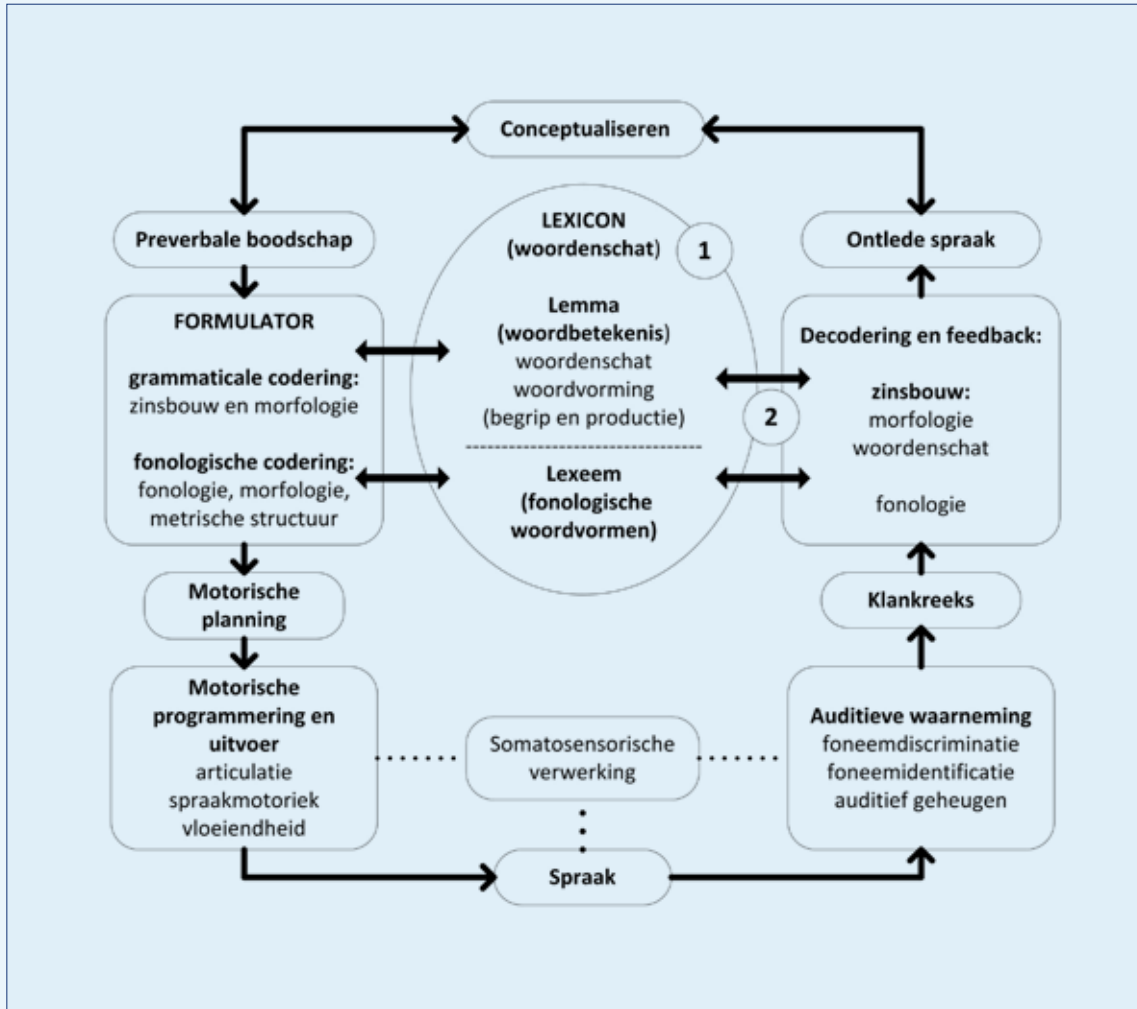 Conceptualiseren
Preverbale boodschap
FORMULATOR
grammaticale codering:
zinsbouw en morfologie
fonologische codering:
fonologie, morfologie,
metrische structuur
Motorische
planning
Motorische
programmering en
uitvoer
articulatie
spraakmotoriek
vloeiendheid
LEXICON
(woordenschat)
1
Lemma
(woordbetekenis)
woordenschat
woordvorming
(begrip en productie)
2
Lexeem
(fonologische
woordvormen)
Somatosensorische
verwerking
Spraak
Ontlede spraak
Decodering en feedback:
zinsbouw:
morfologie
woordenschat
fonologie
Klankreeks
Auditieve waarneming
foneemdiscriminatie
foneemidentificatie
auditief geheugen